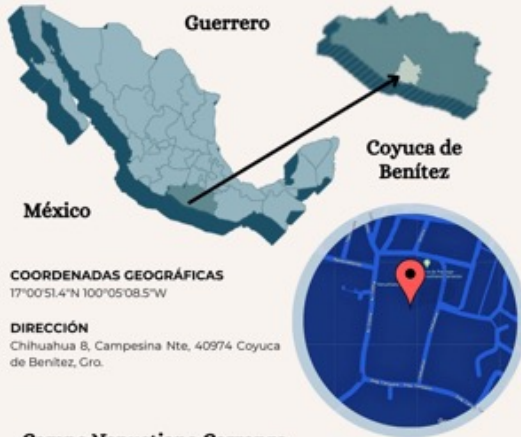 Guerrero
Coyuca de
Benítez
México
COORDENADAS GEOGRÁFICAS
17°00'51.4"N 100°05'08.5"W
DIRECCIÓN
Chihuahua 8, Campesina Nte, 40974 Coyuca
de Benítez, Gro.